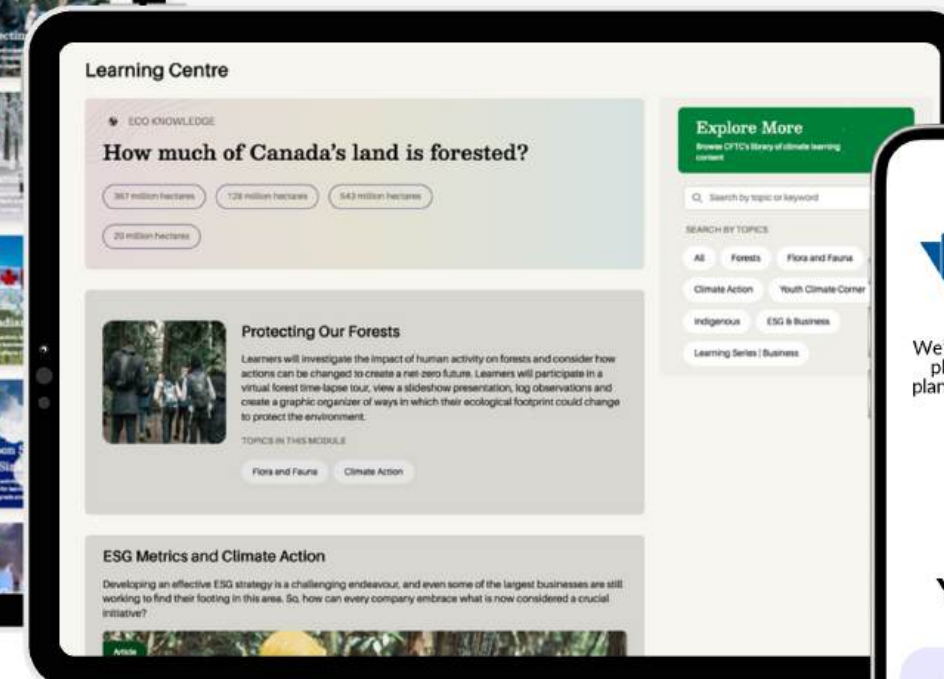 Learning Centre
ECO KNOWLEDGE
How much of Canada's land is forested?
367 million hectares
128 million hectares
543 million hectares
20 million hectares
Protecting Our Forests
Learners will investigate the impact of human activity on forests and consider how
actions can be changed to create a net-zero future. Learners will participate in a
virtual forest time-lapse tour, view a slideshow presentation, log observations and
create a graphic organizer of ways in which their ecological footprint could change
to protect the environment.
TOPICS IN THIS MODULE
Flora and Fauna
Climate Action
ESG Metrics and Climate Action
Developing an effective ESG strategy is a challenging endeavour, and even some of the largest businesses are still
working to find their footing in this area. So, how can every company embrace what is now considered a crucial
initiative?
Article
Explore More
Browse CFTC's library of climate learning
content
Search by topic or keyword
SEARCH BY TOPICS
All
Forests
Flora and Fauna
Climate Action
Youth Climate Corner
Indigenous
ESG & Business
Learning Series | Business